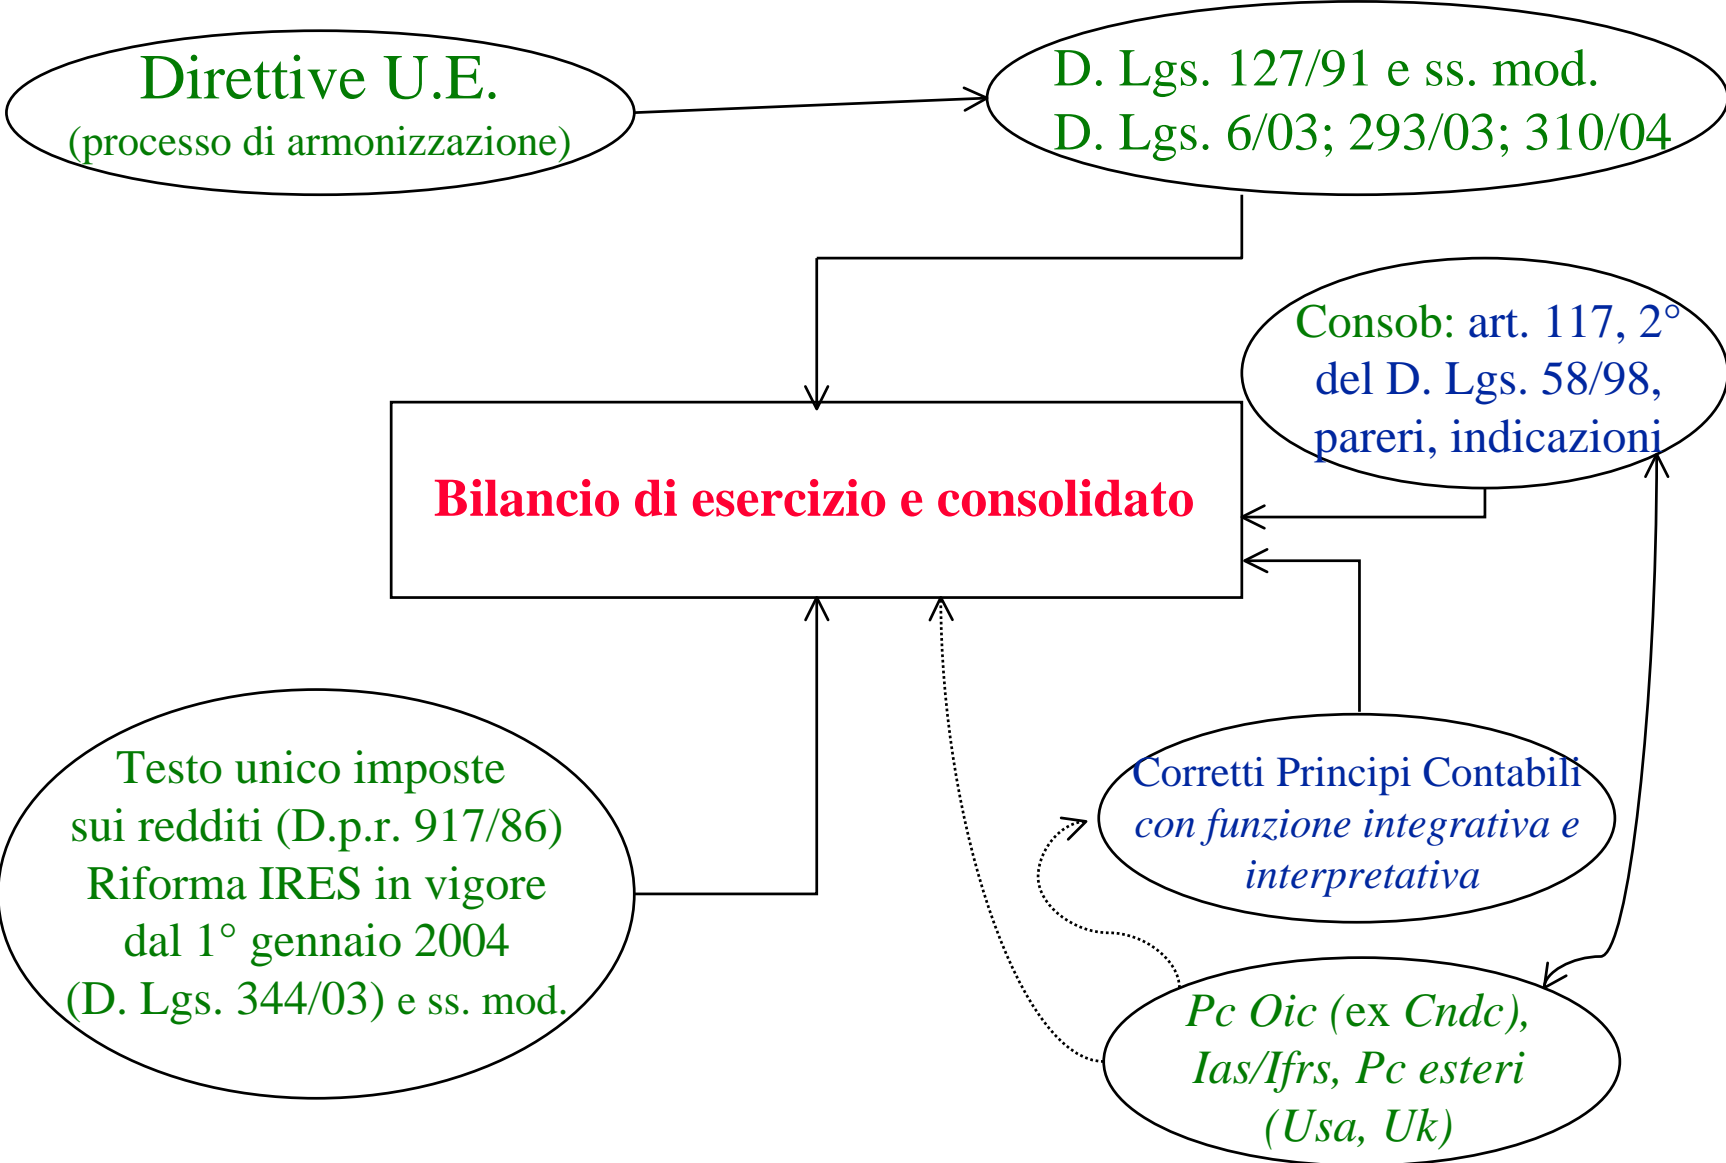 Direttive U.E.
(processo di armonizzazione)
D. Lgs. 127/91 e ss. mod.
D. Lgs. 6/03; 293/03; 310/04
Consob: art. 117, 2°
del D. Lgs. 58/98,
pareri, indicazioni
Bilancio di esercizio e consolidato
Testo unico imposte
sui redditi (D.p.r. 917/86)
Riforma IRES in vigore
dal 1° gennaio 2004
(D. Lgs. 344/03) e ss. mod.
Corretti Principi Contabili
con funzione integrativa e
interpretativa
Pc Oic (ex Cndc),
Ias/Ifrs, Pc esteri
(Usa, Uk)